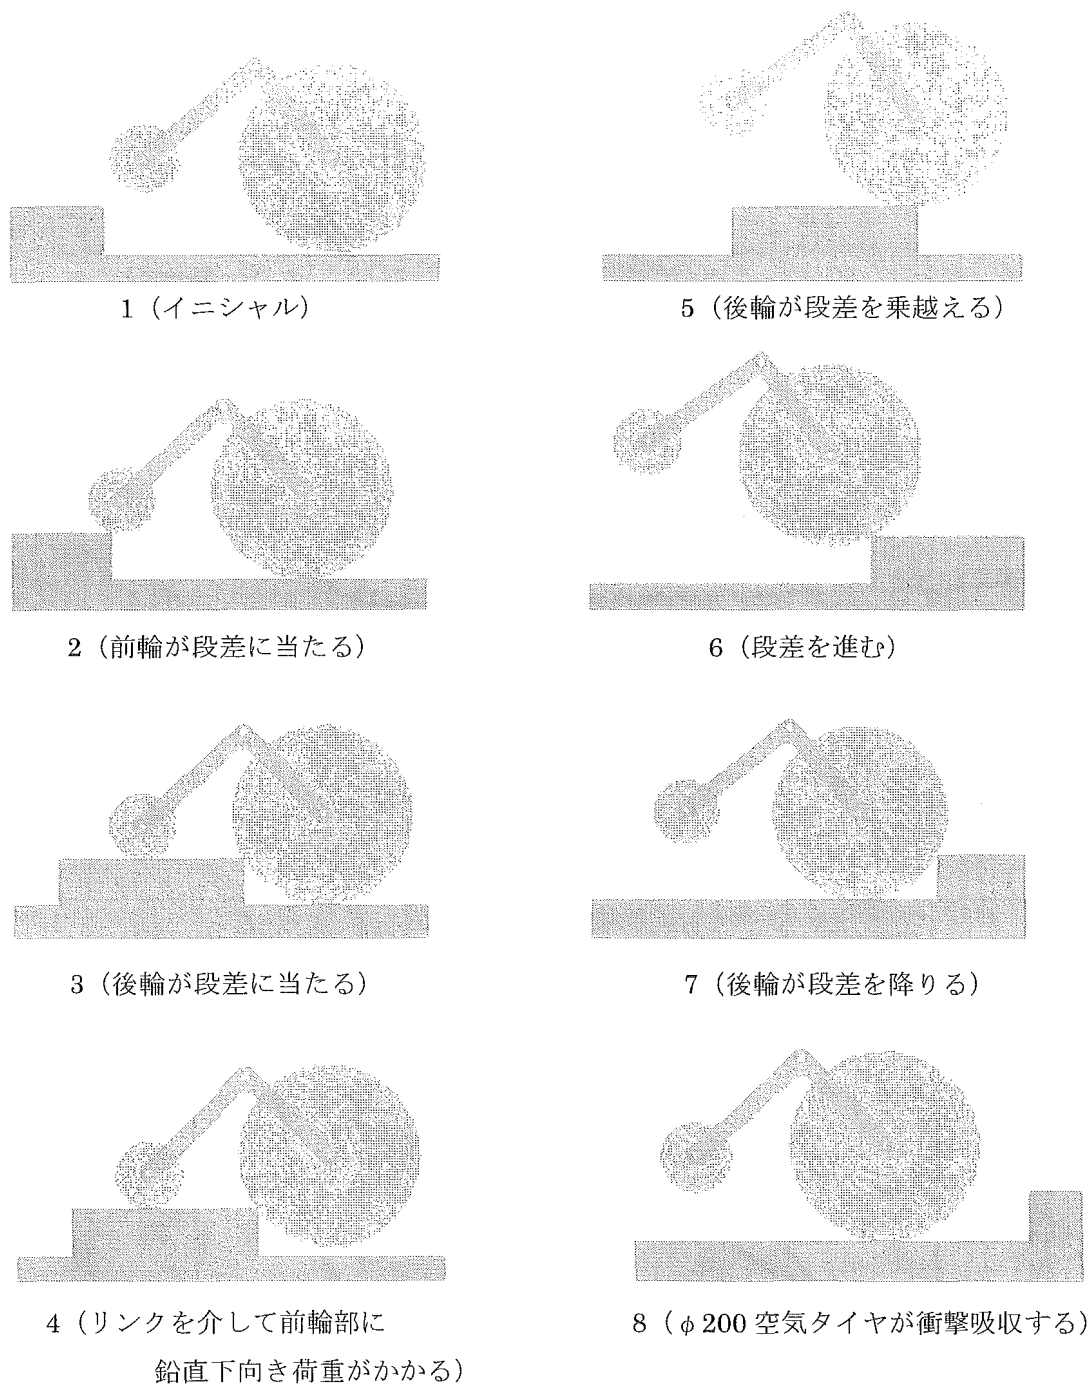 1（イニシャル）
2（前輪が段差に当たる）
3（後輪が段差に当たる）
4（リンクを介して前輪部に
鉛直下向き荷重がかかる）
5（後輪が段差を乗越える）
6（段差を進む）
7（後輪が段差を降りる）
8（φ200 空気タイヤが衝撃吸収する）